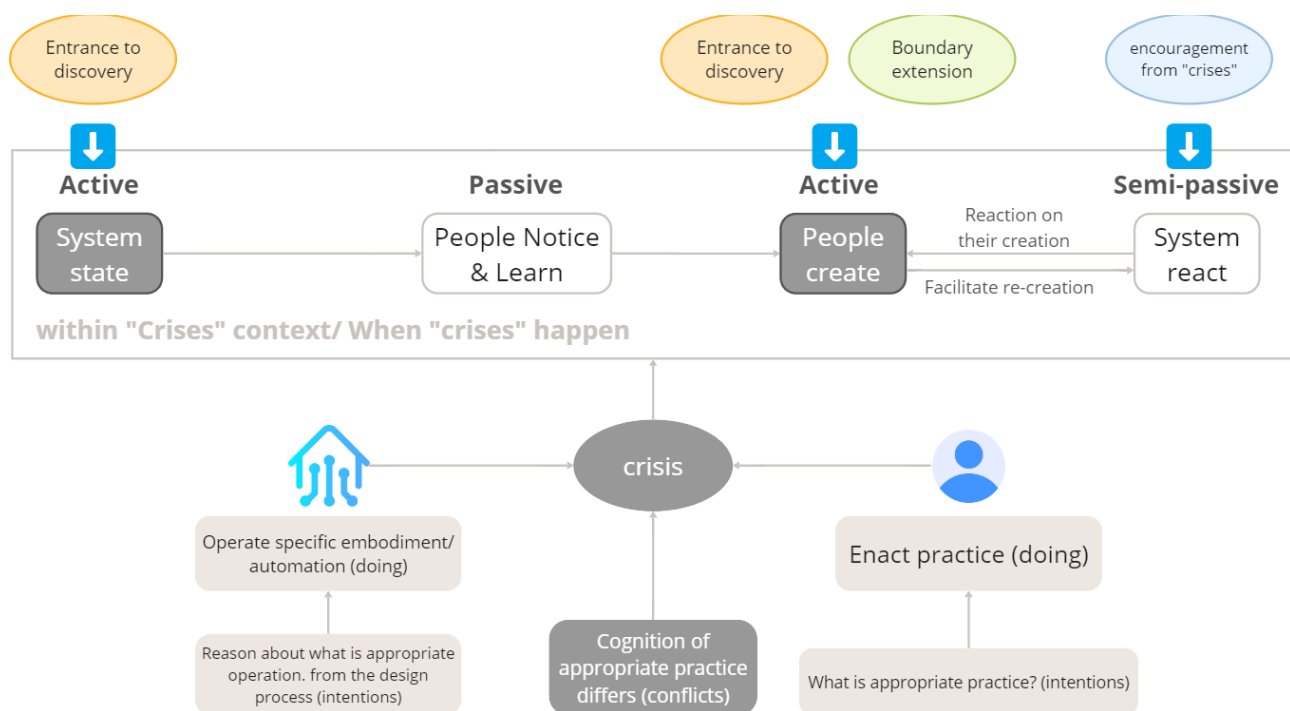 Entrance to
discovery
Entrance to
discovery
Boundary
extension
encouragement
from "crises"
Active
Passive
Active
Semi-passive
System
state
People Notice
& Learn
People
create
Reaction on
their creation
Facilitate re-creation
System
react
within "Crises" context/ When "crises" happen
crisis
Operate specific embodiment/
automation (doing)
Enact practice (doing)
Reason about what is appropriate
operation. from the design
process (intentions)
Cognition of
appropriate practice
differs (conflicts)
What is appropriate practice? (intentions)